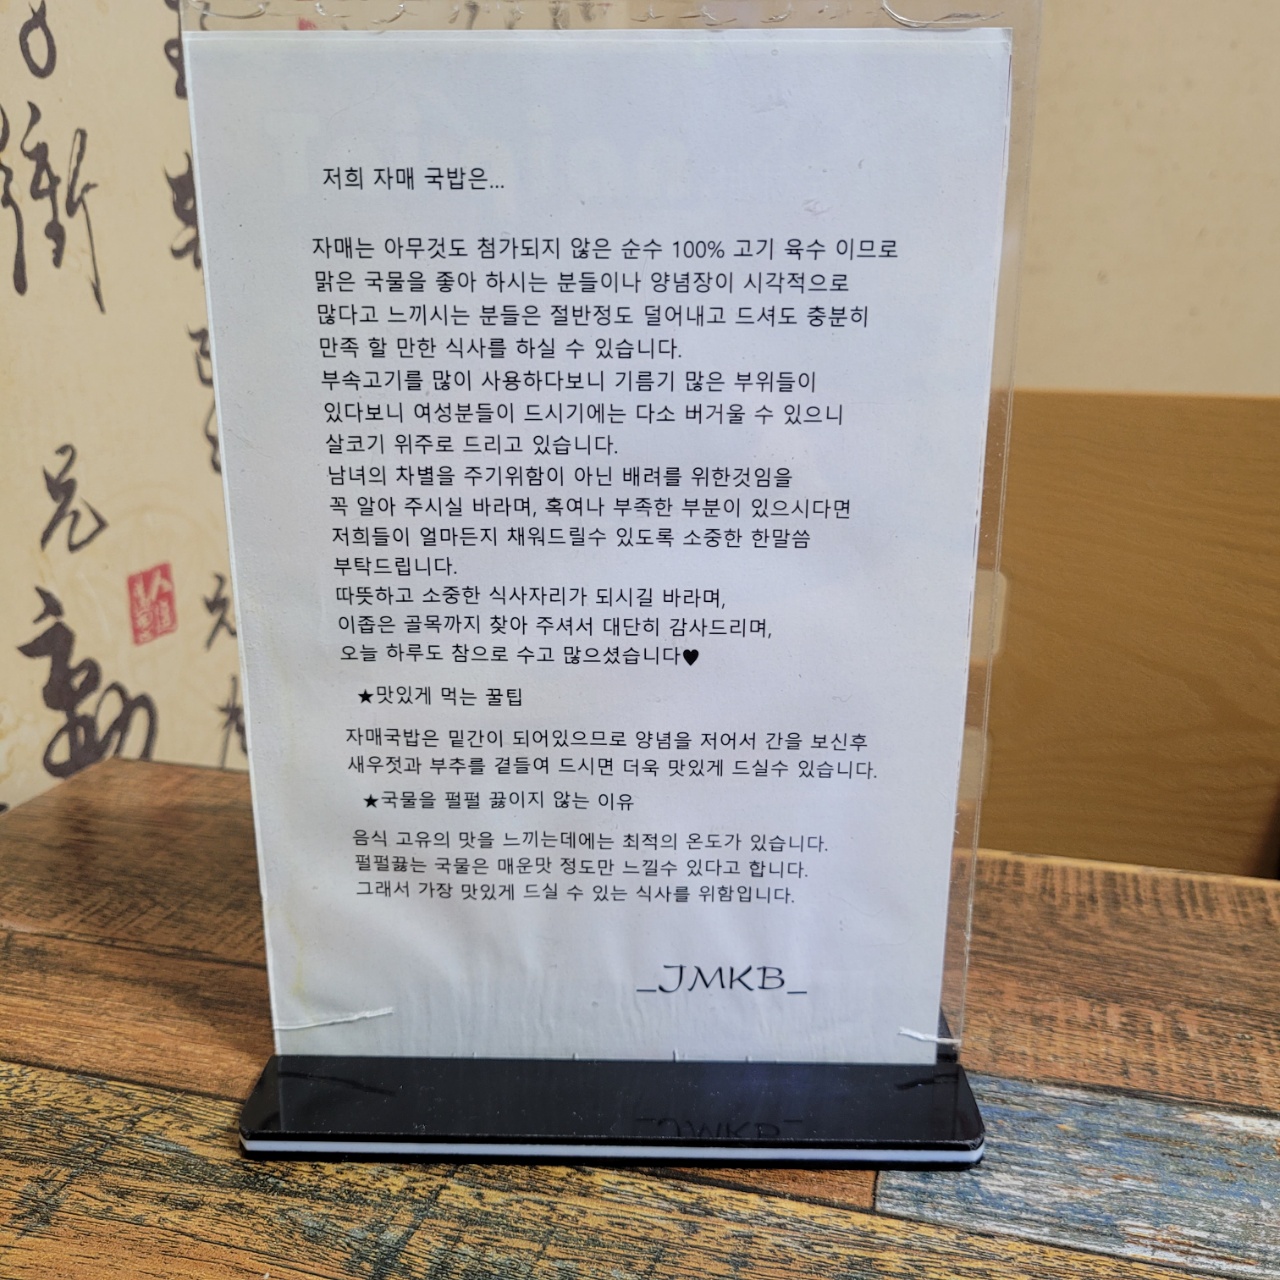 저희 자매 국밥은...
자매는 아무것도 첨가되지 않은 순수 100% 고기 육수 이므로
맑은 국물을 좋아 하시는 분들이나 양념장이 시각적으로
많다고 느끼시는 분들은 절반정도 덜어내고 드셔도 충분히
만족 할 만한 식사를 하실 수 있습니다.
부속고기를 많이 사용하다보니 기름기 많은 부위들이
있다보니 여성분들이 드시기에는 다소 버거울 수 있으니
살코기 위주로 드리고 있습니다.
남녀의 차별을 주기위함이 아닌 배려를 위한것임을
꼭 알아 주시실 바라며, 혹여나 부족한 부분이 있으시다면
저희들이 얼마든지 채워드릴수 있도록 소중한 한말씀
부탁드립니다.
따뜻하고 소중한 식사자리가 되시길 바라며,
이좁은 골목까지 찾아 주셔서 대단히 감사드리며,
오늘 하루도 참으로 수고 많으셨습니다♥
★맛있게 먹는 꿀팁
자매국밥은 밑간이 되어있으므로 양념을 저어서 간을 보신후
새우젓과 부추를 곁들여 드시면 더욱 맛있게 드실수 있습니다.
★국물을 펄펄 끓이지 않는 이유
음식 고유의 맛을 느끼는데에는 최적의 온도가 있습니다.
펄펄끓는 국물은 매운맛 정도만 느낄수 있다고 합니다.
그래서 가장 맛있게 드실 수 있는 식사를 위함입니다.
_JMKB_